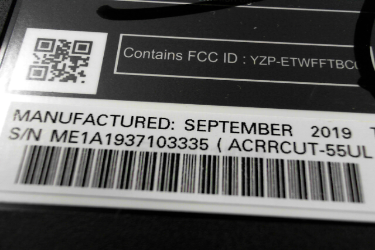 Contains FCC ID : YZP-ETWFFTBC
MANUFACTURED: SEPTEMBER 2019
S/N ME1A1937103335 ( ACRRCUT-55UL